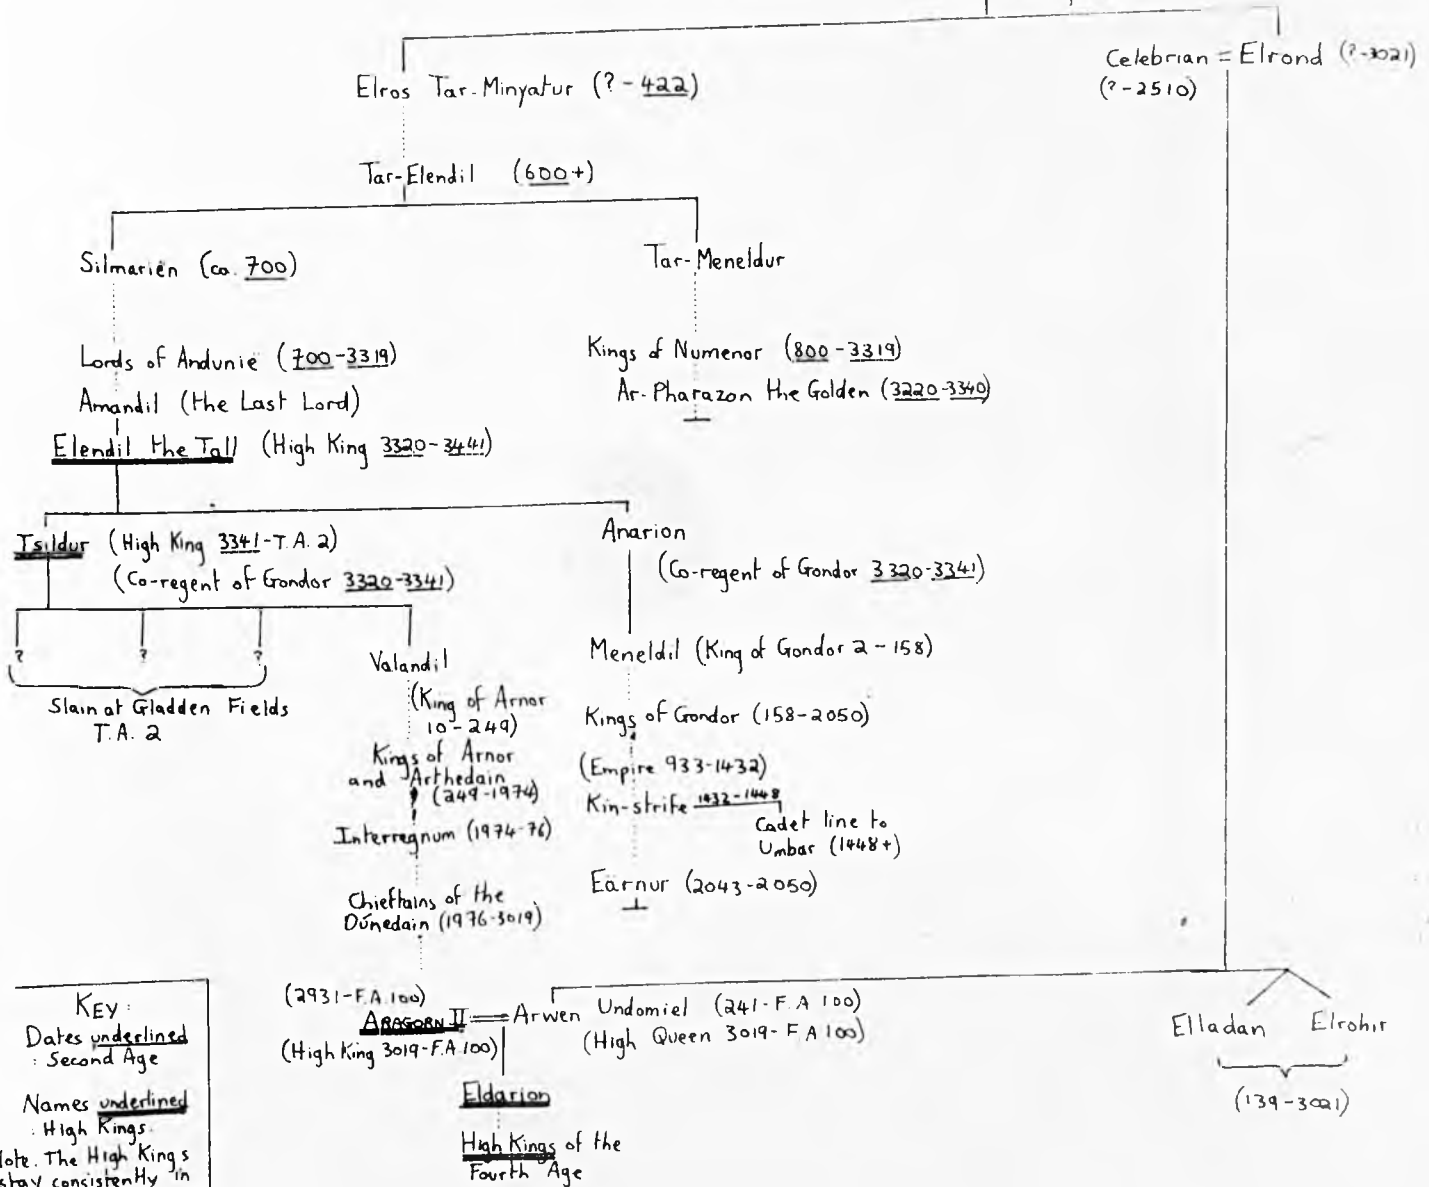 Celebrian = Elrond (?-3021)
(?-2510)
Elros Tar-Minyatur (?-422)
Tar-Elendil (600+)
Silmariën (ca. 700)
Tar-Meneldur
Lords of Andunie (700-3319)
Kings of Numenor (800-3319)
Amandil (the Last Lord)
Ar-Pharazon the Golden (3220-3340)
Elendil the Tall (High King 3320-3441)
Isildur (High King 3341-T.A. 2)
(Co-regent of Gondor 3320-3341)
Anarion
(Co-regent of Gondor 3320-3341)
? ? ?
Slain at Gladden Fields
T.A. 2
Valandil
(King of Arnor
10-249)
Meneldil (King of Gondor 2-158)
Kings of Arnor
and Arthedain
(249-1974)
Kings of Gondor (158-2050)
(Empire 933-1432)
Kin-strife 1432-1448
Cadet line to
Umbar (1448+)
Interregnum (1974-76)
Earnur (2043-2050)
Chieftains of the
Dúnedain (1976-3019)
(2931-F.A.100)
ARAGORN II = Arwen Undomiel (241-F.A 100)
(High King 3019-F.A.100)
(High Queen 3019-F A 100)
Elladan Elrohir
(139-3021)
Eldarion
High Kings of the
Fourth Age
KEY:
Dates underlined
: Second Age
Names underlined
: High Kings.
Note. The High Kings
stay consistently in